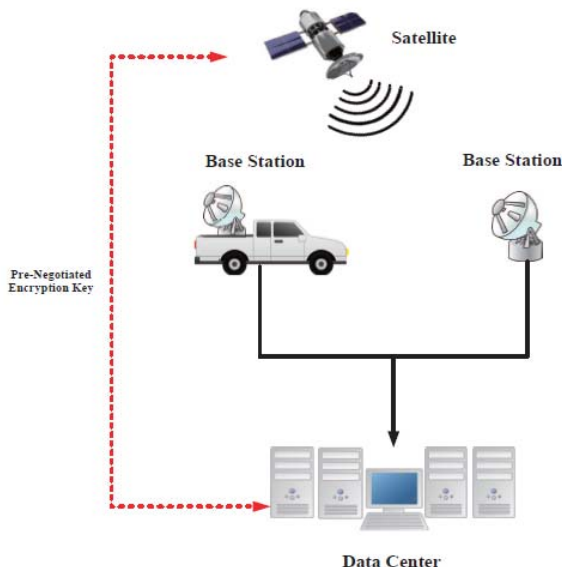 Satellite
Base Station
Base Station
Pre-Negotiated
Encryption Key
Data Center